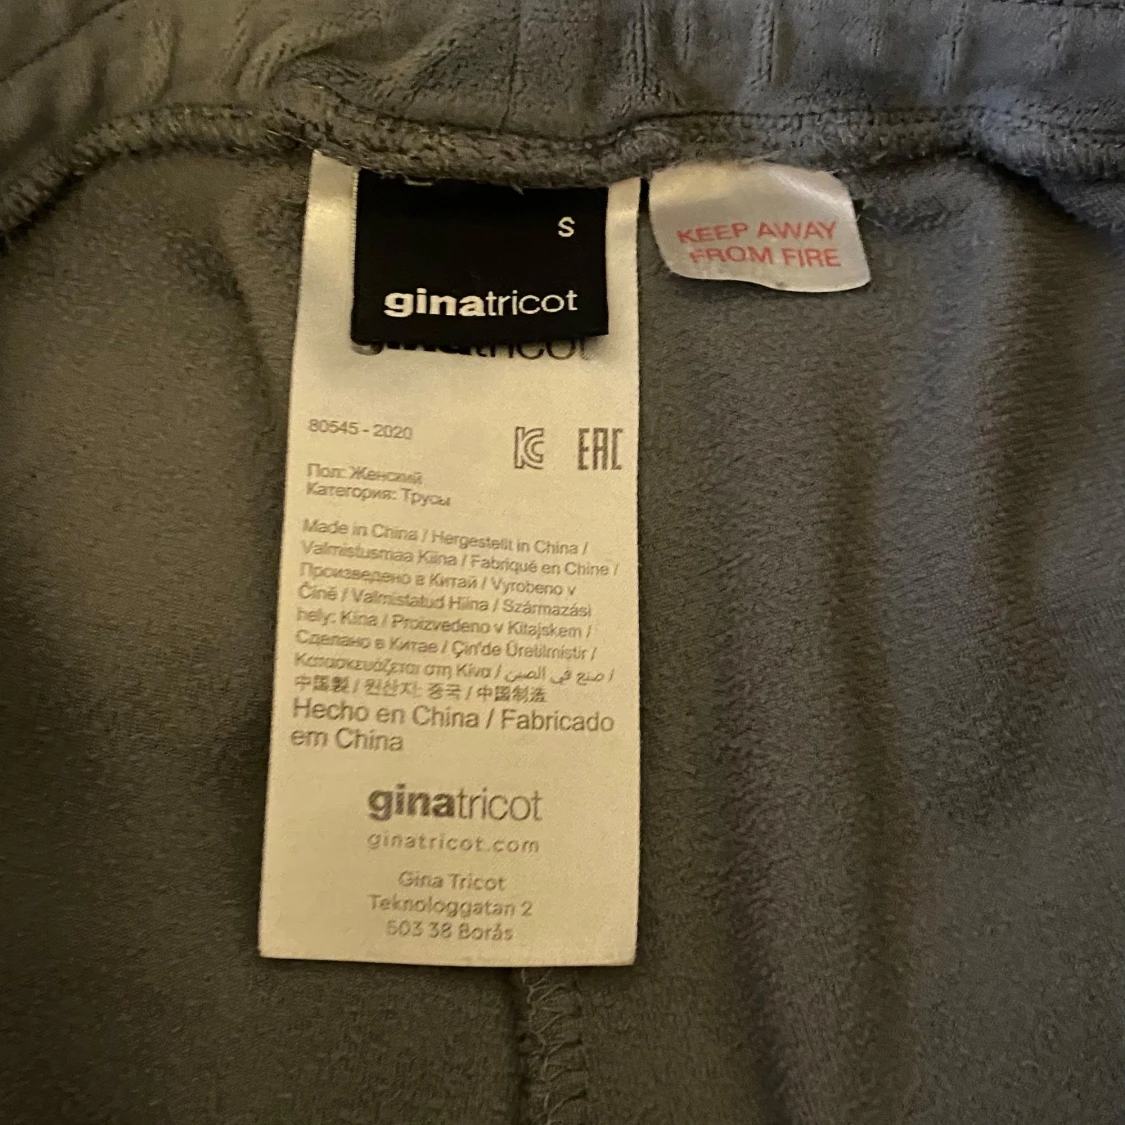 S
ginatricot
KEEP AWAY
FROM FIRE
ginatricot
80545 - 2020
EAC
Пол: Женский
Категория: Трусы
Made in China / Hergestellt in China /
Valmistusmaa Kiina / Fabriqué en Chine /
Произведено в Китай / Vyrobeno v
Číně / Valmistatud Hiina / Származási
hely: Kína / Proizvedeno v Kitajskem /
Сделано в Китае / Çin'de Üretilmiştir /
Κατασκευάζεται στη Κίνα / صنع في الصين /
中国製 / 원산지: 중국 / 中国制造
Hecho en China / Fabricado
em China
ginatricot
ginatricot.com
Gina Tricot
Teknologgatan 2
503 38 Borås